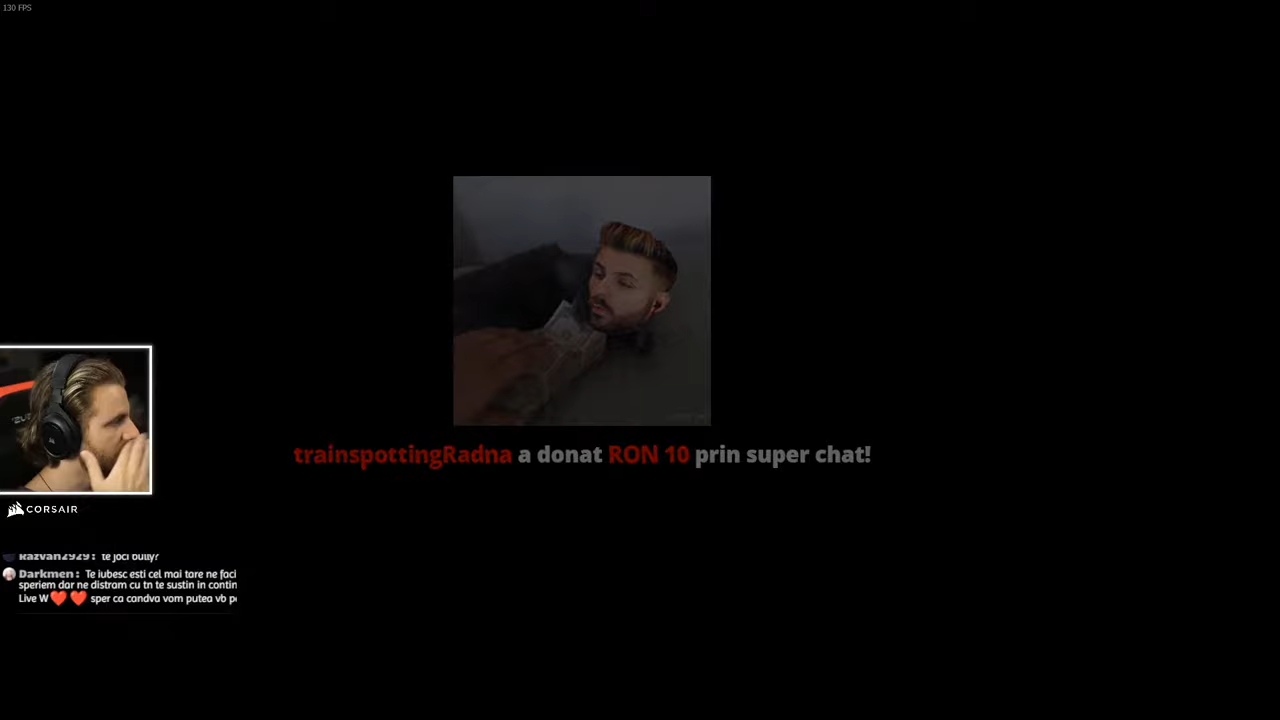 130 FPS
trainspottingRadna a donat RON 10 prin super chat!
CORSAIR
Razvan2929: te joci bully?
Darkmen: Te iubesc esti cel mai tare ne faci
speriem dar ne distram cu tn te sustin in contin
Live W❤️ ❤️ sper ca candva vom putea vb p